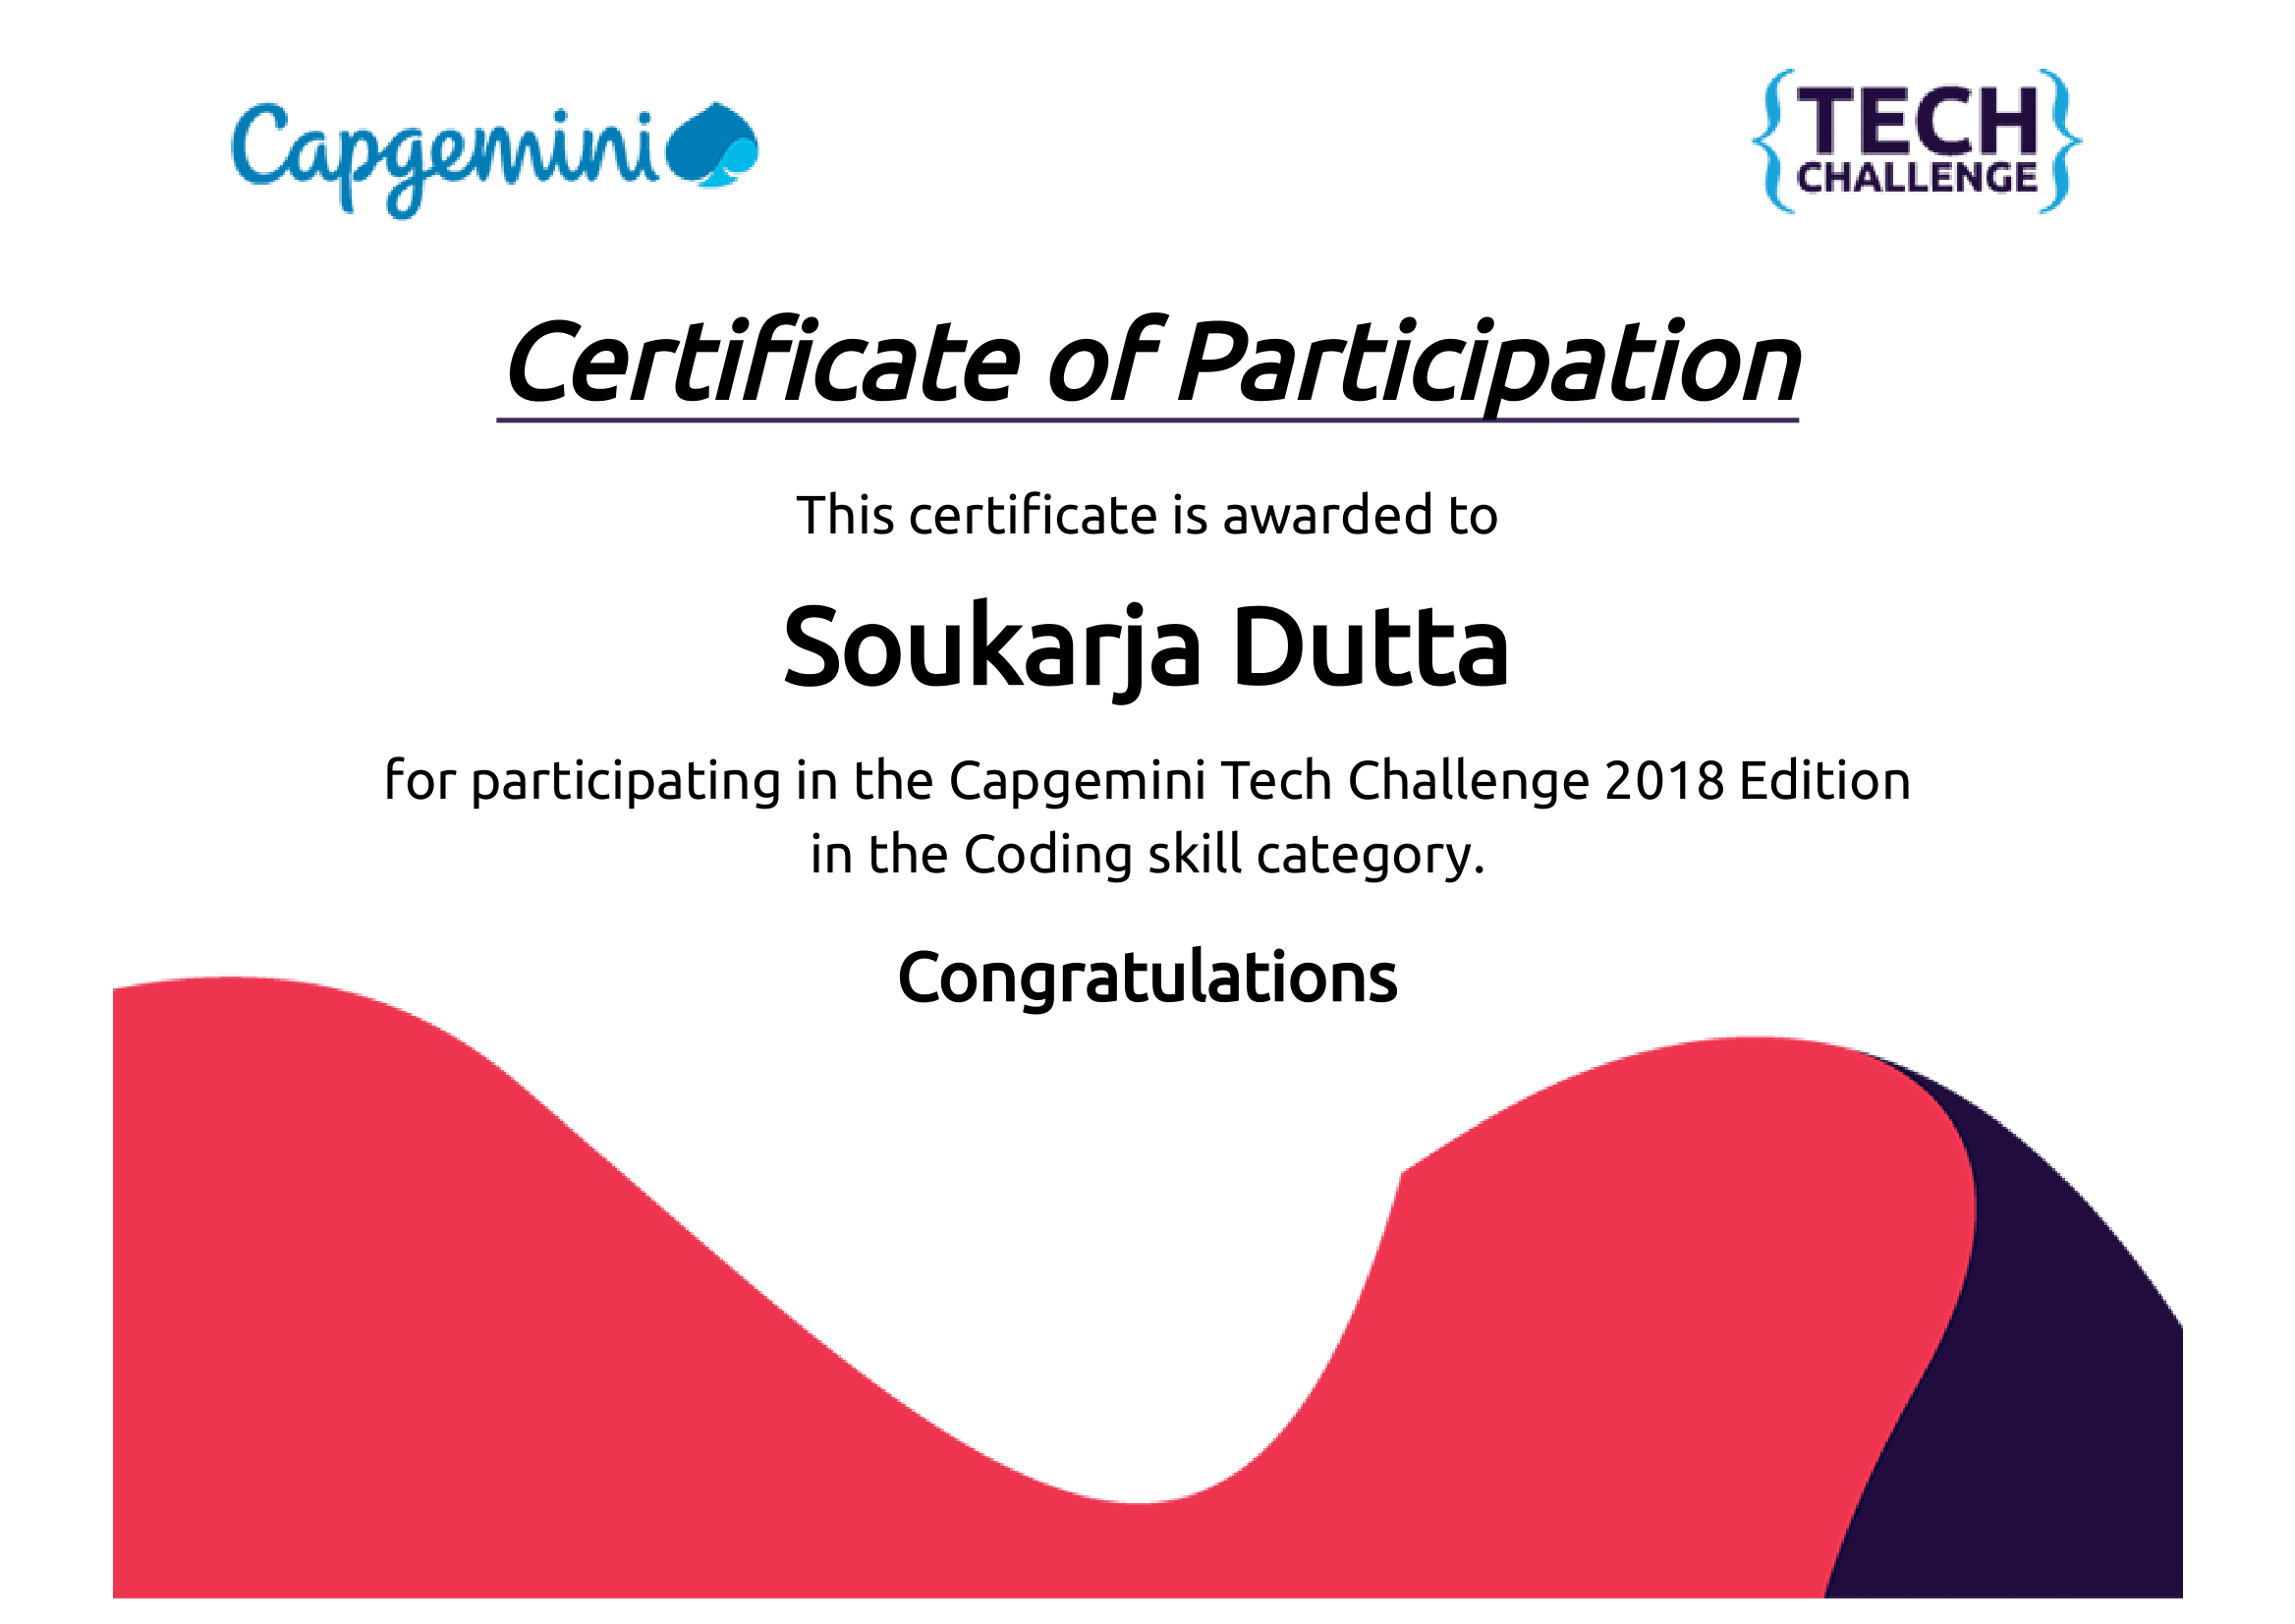 Capgemini
TECH
CHALLENGE
Certificate of Participation
This certificate is awarded to
Soukarja Dutta
for participating in the Capgemini Tech Challenge 2018 Edition
in the Coding skill category.
Congratulations